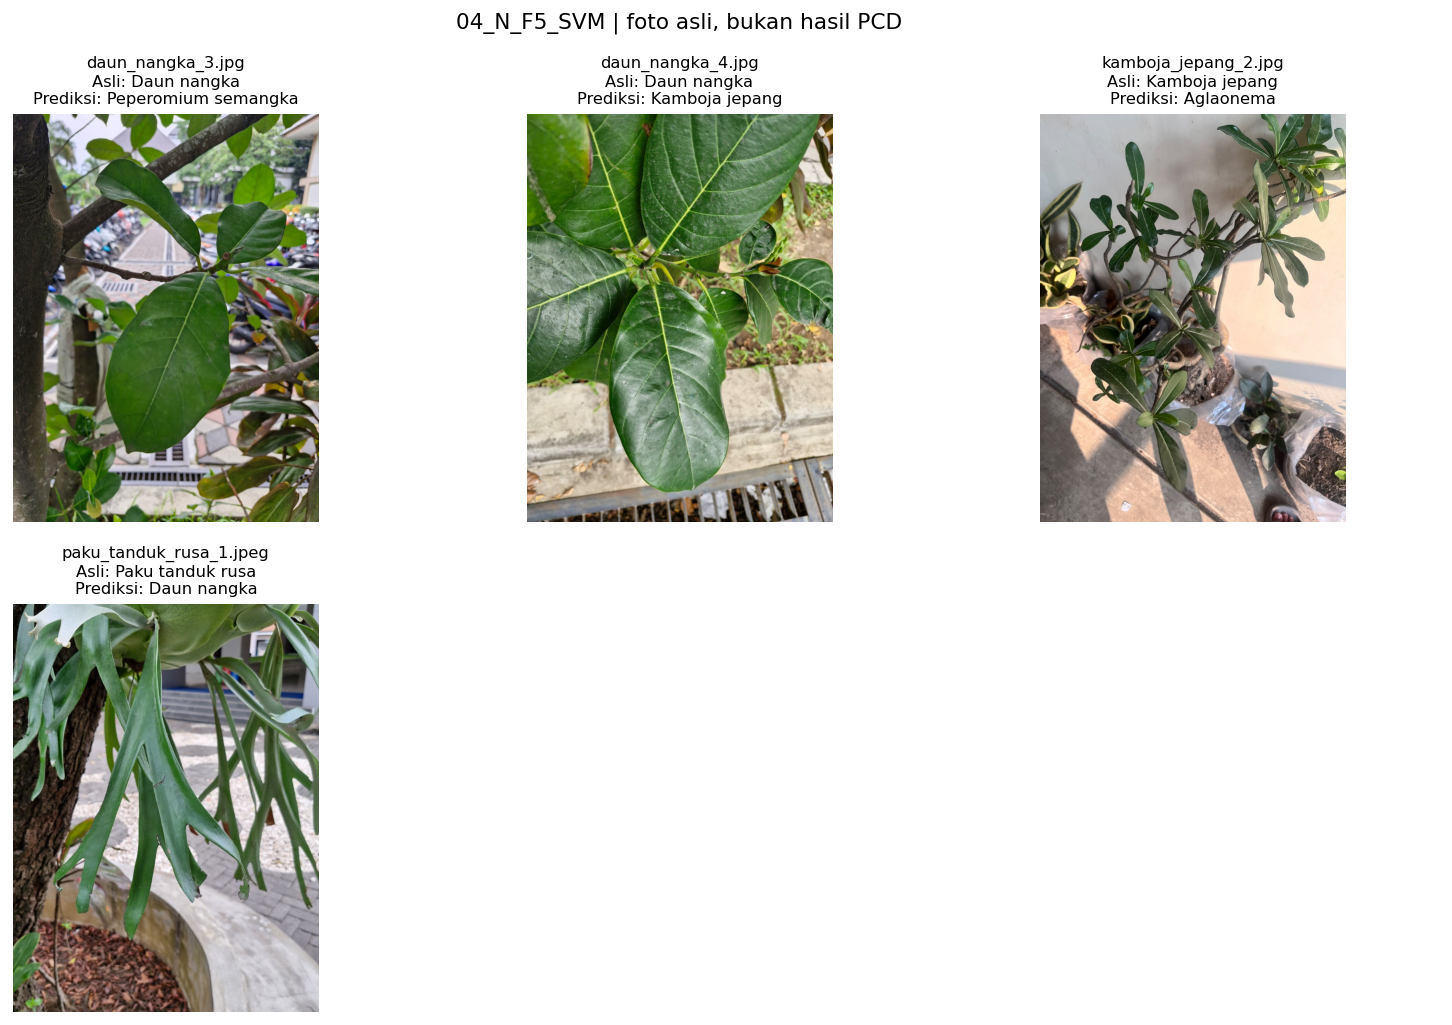 04_N_F5_SVM | foto asli, bukan hasil PCD
daun_nangka_3.jpg
Asli: Daun nangka
Prediksi: Peperomium semangka
daun_nangka_4.jpg
Asli: Daun nangka
Prediksi: Kamboja jepang
kamboja_jepang_2.jpg
Asli: Kamboja jepang
Prediksi: Aglaonema
paku_tanduk_rusa_1.jpeg
Asli: Paku tanduk rusa
Prediksi: Daun nangka